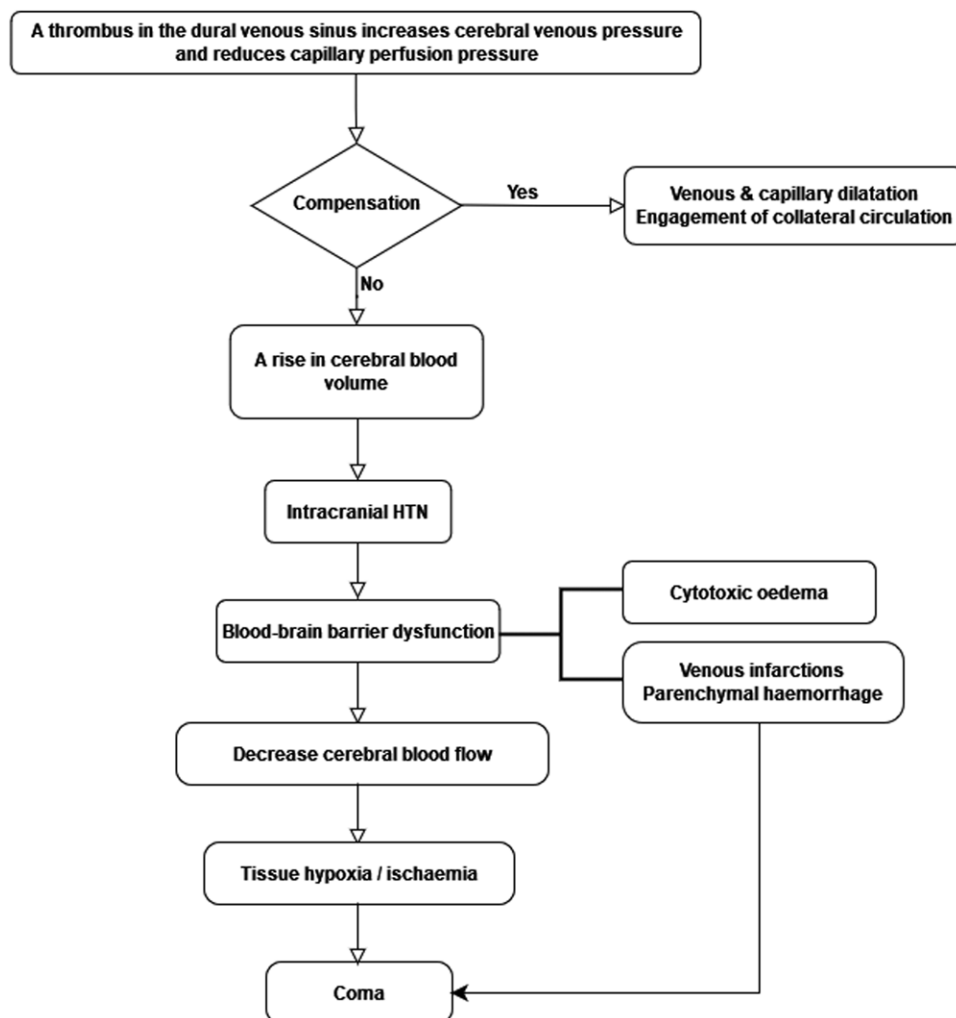 A thrombus in the dural venous sinus increases cerebral venous pressure
and reduces capillary perfusion pressure
Compensation
Yes
Venous & capillary dilatation
Engagement of collateral circulation
No
A rise in cerebral blood
volume
Intracranial HTN
Blood-brain barrier dysfunction
Cytotoxic oedema
Venous infarctions
Parenchymal haemorrhage
Decrease cerebral blood flow
Tissue hypoxia / ischaemia
Coma